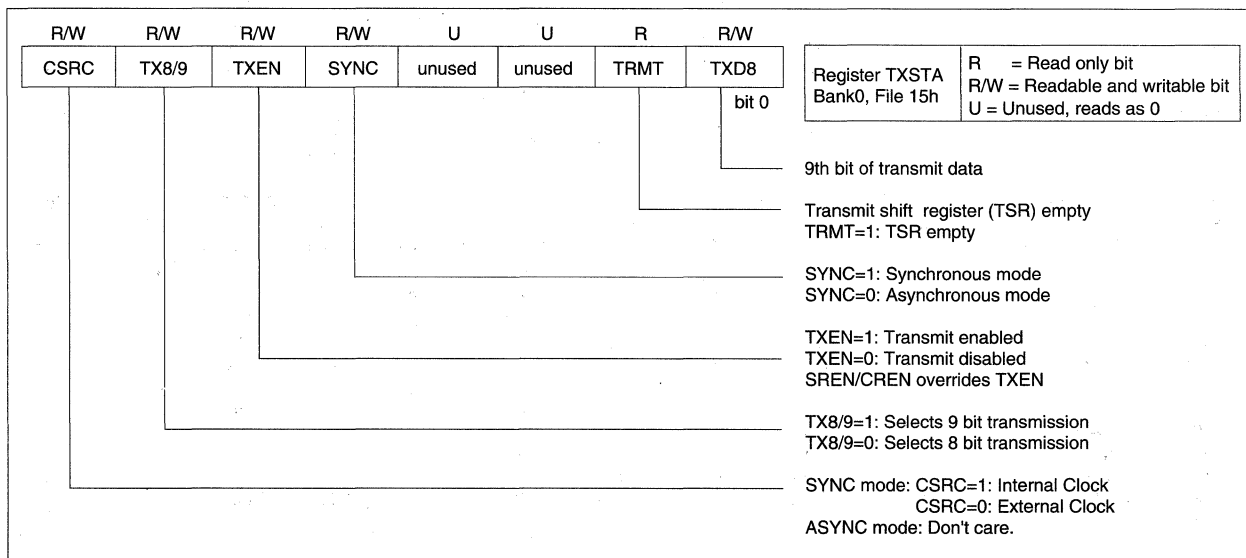 R/W R/W R/W R/W U U R R/W
CSRC TX8/9 TXEN SYNC unused unused TRMT TXD8
bit 0
Register TXSTA
Bank0, File 15h
R = Read only bit
R/W = Readable and writable bit
U = Unused, reads as 0
9th bit of transmit data
Transmit shift register (TSR) empty
TRMT=1: TSR empty
SYNC=1: Synchronous mode
SYNC=0: Asynchronous mode
TXEN=1: Transmit enabled
TXEN=0: Transmit disabled
SREN/CREN overrides TXEN
TX8/9=1: Selects 9 bit transmission
TX8/9=0: Selects 8 bit transmission
SYNC mode: CSRC=1: Internal Clock
CSRC=0: External Clock
ASYNC mode: Don't care.